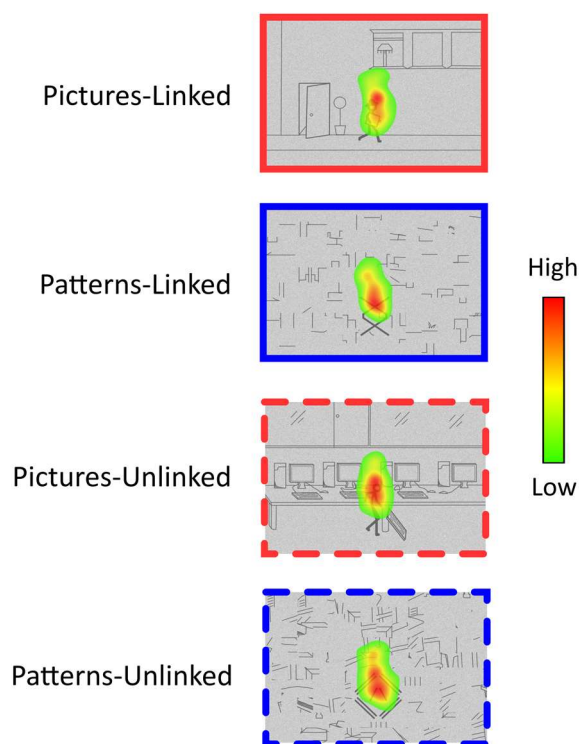 Pictures-Linked
Patterns-Linked
High
Pictures-Unlinked
Low
Patterns-Unlinked